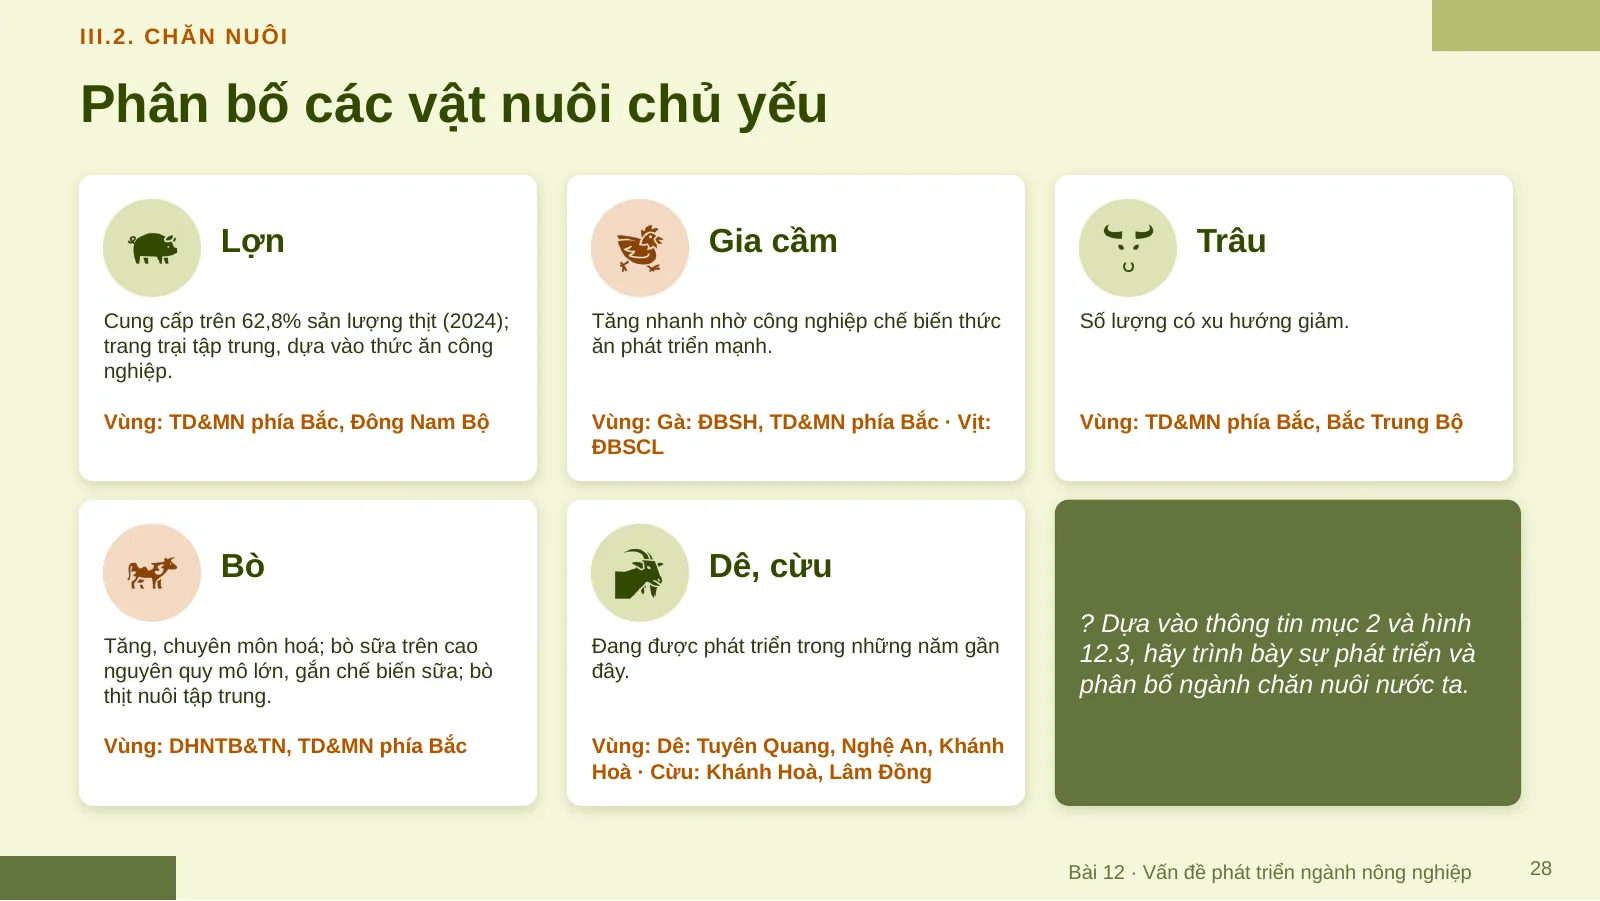 III.2. CHĂN NUÔI
Phân bố các vật nuôi chủ yếu
Lợn
Cung cấp trên 62,8% sản lượng thịt (2024);
trang trại tập trung, dựa vào thức ăn công
nghiệp.
Vùng: TD&MN phía Bắc, Đông Nam Bộ
Gia cầm
Tăng nhanh nhờ công nghiệp chế biến thức
ăn phát triển mạnh.
Vùng: Gà: ĐBSH, TD&MN phía Bắc · Vịt:
ĐBSCL
Trâu
Số lượng có xu hướng giảm.
Vùng: TD&MN phía Bắc, Bắc Trung Bộ
Bò
Tăng, chuyên môn hoá; bò sữa trên cao
nguyên quy mô lớn, gắn chế biến sữa; bò
thịt nuôi tập trung.
Vùng: DHNTB&TN, TD&MN phía Bắc
Dê, cừu
Đang được phát triển trong những năm gần
đây.
Vùng: Dê: Tuyên Quang, Nghệ An, Khánh
Hoà · Cừu: Khánh Hoà, Lâm Đồng
? Dựa vào thông tin mục 2 và hình
12.3, hãy trình bày sự phát triển và
phân bố ngành chăn nuôi nước ta.
Bài 12 · Vấn đề phát triển ngành nông nghiệp
28